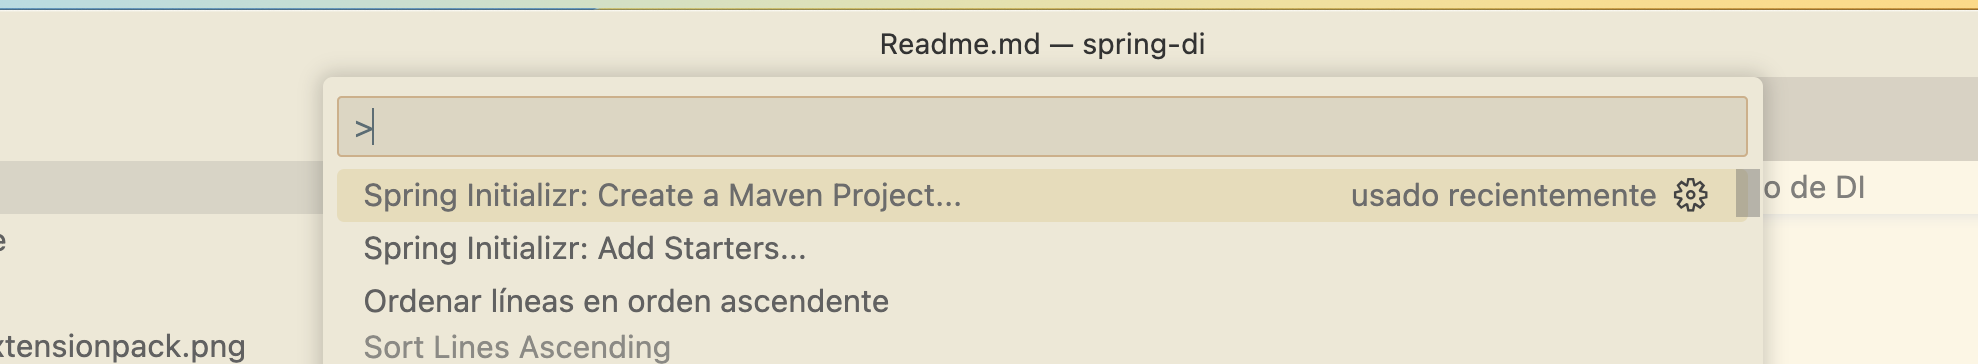 Readme.md — spring-di
>
Spring Initializr: Create a Maven Project... usado recientemente
o de DI
Spring Initializr: Add Starters...
e
Ordenar líneas en orden ascendente
xtensionpack.png
Sort Lines Ascending